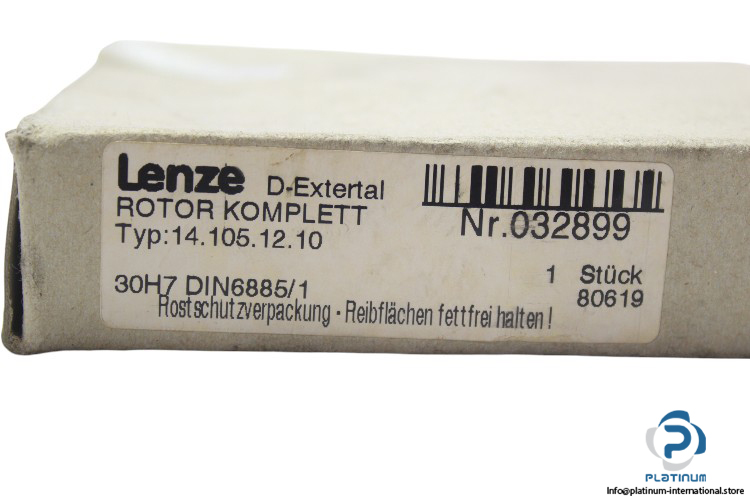 Lenze D-Extertal
ROTOR KOMPLETT
Typ:14.105.12.10
Nr.032899
30H7 DIN6885/1
1 Stück
80619
Rostschutzverpackung - Reibflächen fettfrei halten!
PLATINUM
Info@platinum-international.store